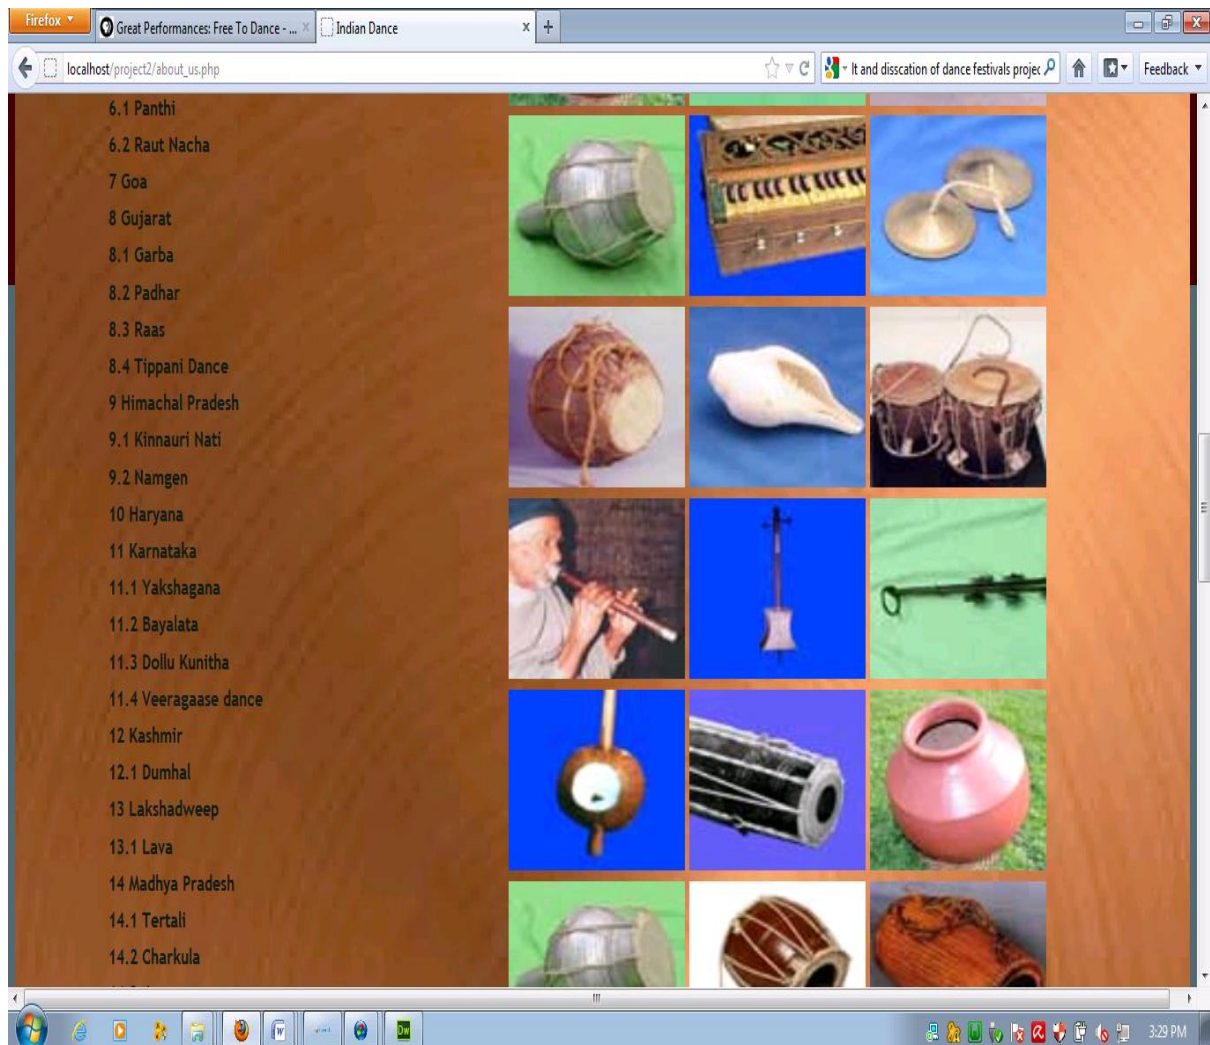 Firefox
Great Performances: Free To Dance - ...
Indian Dance
localhost/project2/about_us.php
It and disscation of dance festivals projec
Feedback
6.1 Panthi
6.2 Raut Nacha
7 Goa
8 Gujarat
8.1 Garba
8.2 Padhar
8.3 Raas
8.4 Tippani Dance
9 Himachal Pradesh
9.1 Kinnauri Nati
9.2 Namgen
10 Haryana
11 Karnataka
11.1 Yakshagana
11.2 Bayalata
11.3 Dollu Kunitha
11.4 Veeragaase dance
12 Kashmir
12.1 Dumhal
13 Lakshadweep
13.1 Lava
14 Madhya Pradesh
14.1 Tertali
14.2 Charkula
Dw
3:29 PM